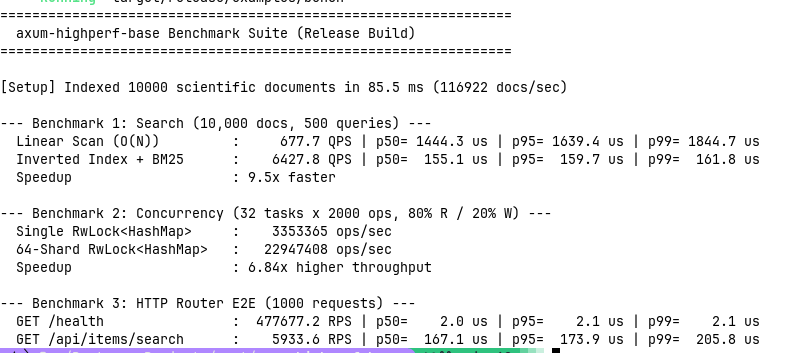 target/release/examples/bench
==============================================================
axum-highperf-base Benchmark Suite (Release Build)
==============================================================
[Setup] Indexed 10000 scientific documents in 85.5 ms (116922 docs/sec)
--- Benchmark 1: Search (10,000 docs, 500 queries) ---
Linear Scan (O(N)) : 677.7 QPS | p50= 1444.3 us | p95= 1639.4 us | p99= 1844.7 us
Inverted Index + BM25 : 6427.8 QPS | p50= 155.1 us | p95= 159.7 us | p99= 161.8 us
Speedup : 9.5x faster
--- Benchmark 2: Concurrency (32 tasks x 2000 ops, 80% R / 20% W) ---
Single RwLock<HashMap> : 3353365 ops/sec
64-Shard RwLock<HashMap> : 22947408 ops/sec
Speedup : 6.84x higher throughput
--- Benchmark 3: HTTP Router E2E (1000 requests) ---
GET /health : 477677.2 RPS | p50= 2.0 us | p95= 2.1 us | p99= 2.1 us
GET /api/items/search : 5933.6 RPS | p50= 167.1 us | p95= 173.9 us | p99= 205.8 us